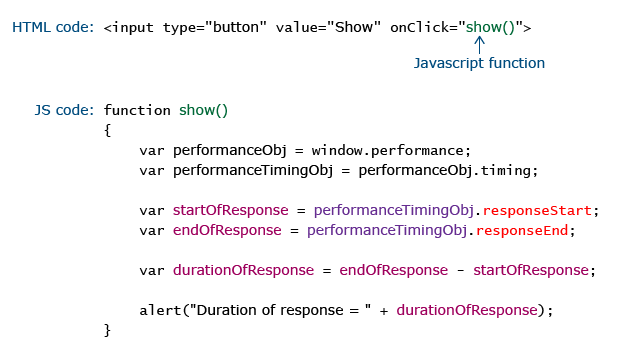 HTML code: <input type="button" value="Show" onClick="show()">
Javascript function
JS code: function show()
{
var performanceObj = window.performance;
var performanceTimingObj = performanceObj.timing;
var startOfResponse = performanceTimingObj.responseStart;
var endOfResponse = performanceTimingObj.responseEnd;
var durationOfResponse = endOfResponse - startOfResponse;
alert("Duration of response = " + durationOfResponse);
}